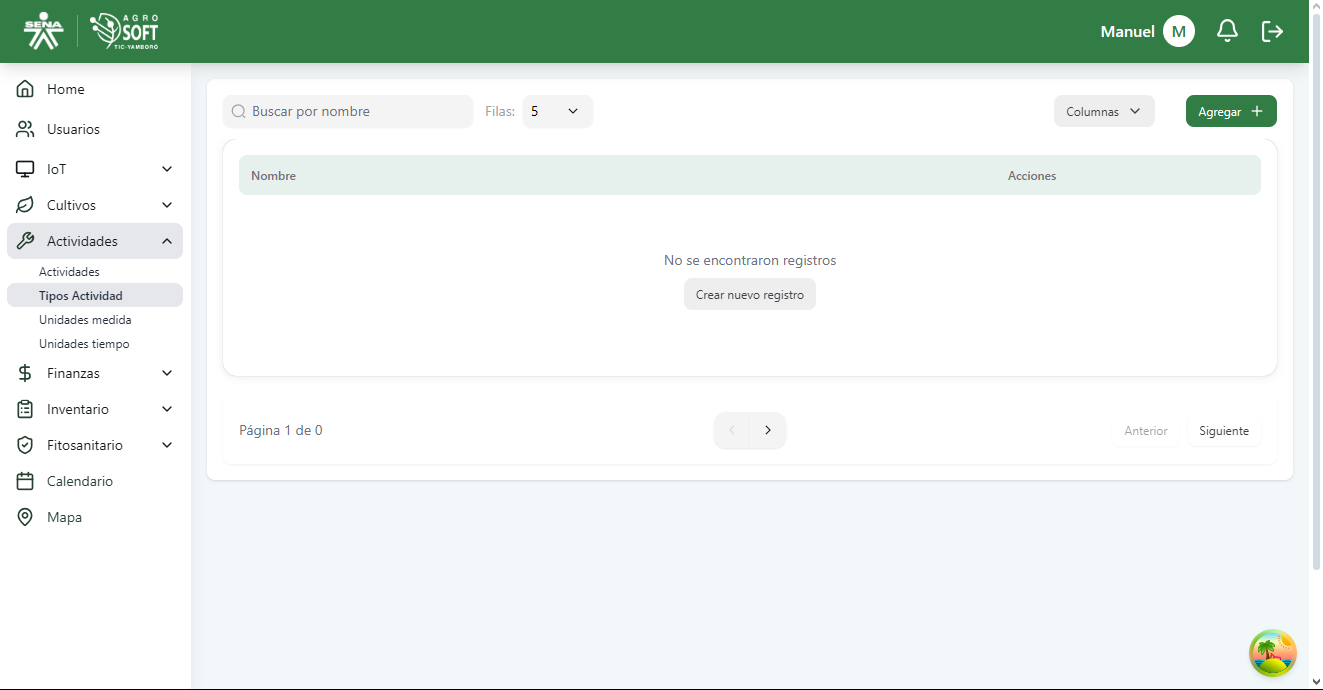 SENA
AGRO
SOFT
TIC-YAMBORO
Manuel M
Home
Usuarios
IoT
Cultivos
Actividades
Actividades
Tipos Actividad
Unidades medida
Unidades tiempo
Finanzas
Inventario
Fitosanitario
Calendario
Mapa
Buscar por nombre
Filas: 5
Columnas
Agregar +
Nombre Acciones
No se encontraron registros
Crear nuevo registro
Página 1 de 0
Anterior Siguiente